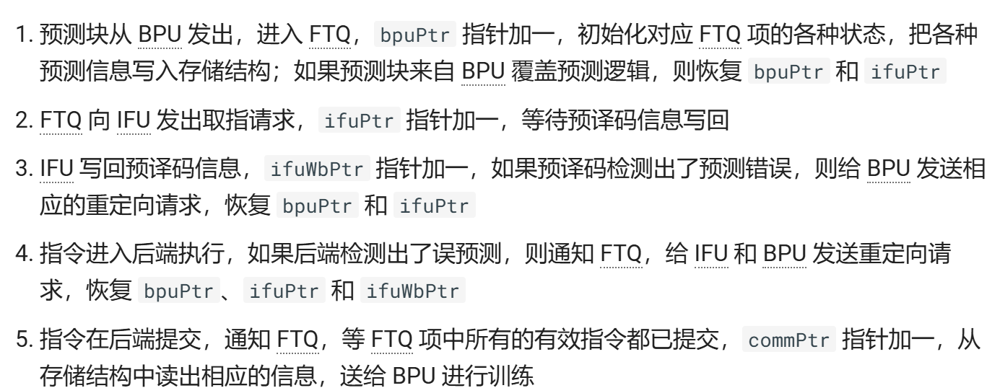 1. 预测块从 BPU 发出，进入 FTQ， bpuPtr 指针加一，初始化对应 FTQ 项的各种状态，把各种
预测信息写入存储结构；如果预测块来自 BPU 覆盖预测逻辑，则恢复 bpuPtr 和 ifuPtr
2. FTQ 向 IFU 发出取指请求， ifuPtr 指针加一，等待预译码信息写回
3. IFU 写回预译码信息， ifuWbPtr 指针加一，如果预译码检测出了预测错误，则给 BPU 发送相
应的重定向请求，恢复 bpuPtr 和 ifuPtr
4. 指令进入后端执行，如果后端检测出了误预测，则通知 FTQ，给 IFU 和 BPU 发送重定向请
求，恢复 bpuPtr 、 ifuPtr 和 ifuWbPtr
5. 指令在后端提交，通知 FTQ，等 FTQ 项中所有的有效指令都已提交， commPtr 指针加一，从
存储结构中读出相应的信息，送给 BPU 进行训练